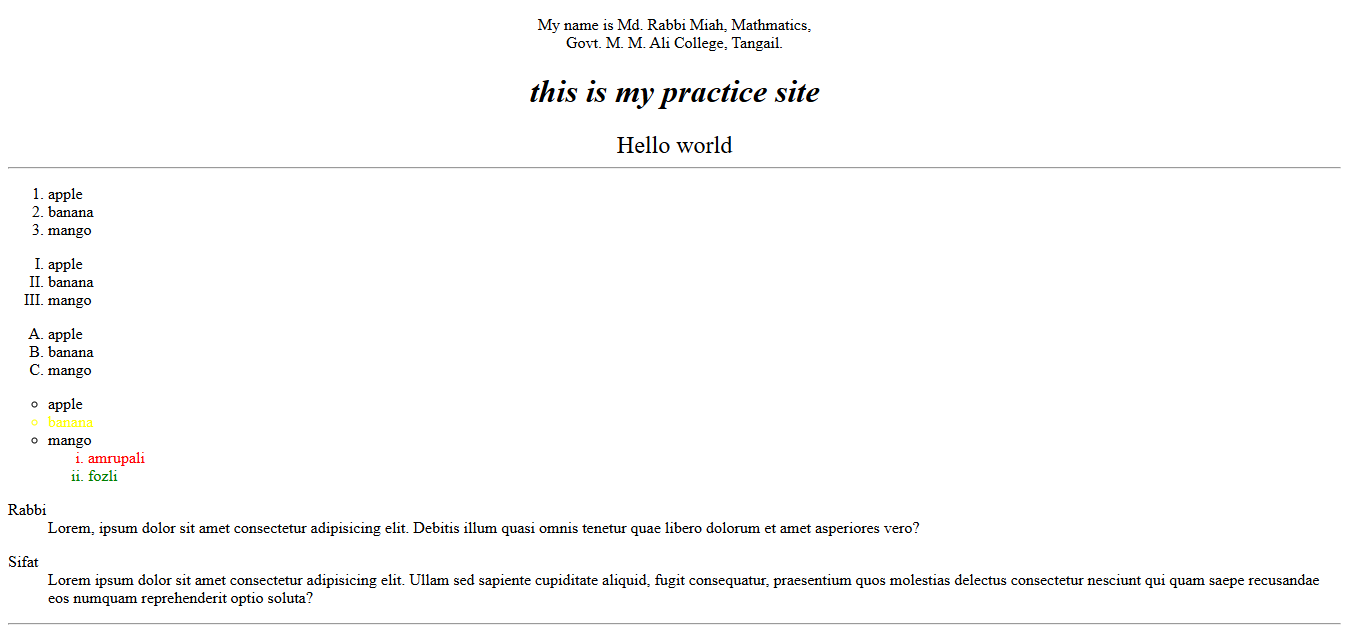 My name is Md. Rabbi Miah, Mathmatics,
Govt. M. M. Ali College, Tangail.
this is my practice site
Hello world
1. apple
2. banana
3. mango
I. apple
II. banana
III. mango
A. apple
B. banana
C. mango
apple
banana
mango
i. amrupali
ii. fozli
Rabbi
Lorem, ipsum dolor sit amet consectetur adipisicing elit. Debitis illum quasi omnis tenetur quae libero dolorum et amet asperiores vero?
Sifat
Lorem ipsum dolor sit amet consectetur adipisicing elit. Ullam sed sapiente cupiditate aliquid, fugit consequatur, praesentium quos molestias delectus consectetur nesciunt qui quam saepe recusandae
eos numquam reprehenderit optio soluta?